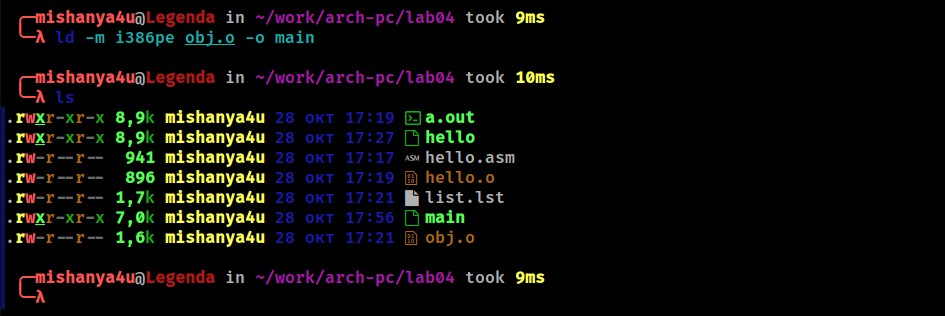 mishanya4u@Legenda in ~/work/arch-pc/lab04 took 9ms
λ ld -m i386pe obj.o -o main
mishanya4u@Legenda in ~/work/arch-pc/lab04 took 10ms
λ ls
.rwxr-xr-x 8,9k mishanya4u 28 окт 17:19 a.out
.rwxr-xr-x 8,9k mishanya4u 28 окт 17:27 hello
.rw-r--r-- 941 mishanya4u 28 окт 17:17 ASM hello.asm
.rw-r--r-- 896 mishanya4u 28 окт 17:19 hello.o
.rw-r--r-- 1,7k mishanya4u 28 окт 17:21 list.lst
.rwxr-xr-x 7,0k mishanya4u 28 окт 17:56 main
.rw-r--r-- 1,6k mishanya4u 28 окт 17:21 obj.o
mishanya4u@Legenda in ~/work/arch-pc/lab04 took 9ms
λ